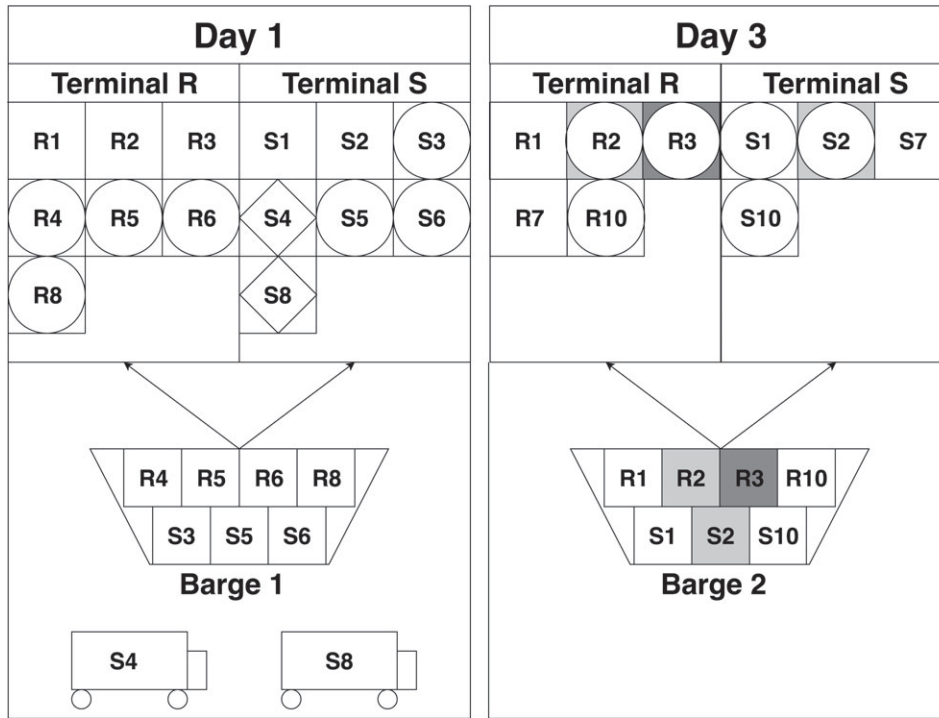 Day 1
Day 3
Terminal R
Terminal S
Terminal R
Terminal S
R1 R2 R3 S1 S2 S3
R1 R2 R3 S1 S2 S7
R4 R5 R6 S4 S5 S6
R7 R10 S10
R8 S8
R4 R5 R6 R8
R1 R2 R3 R10
S3 S5 S6
S1 S2 S10
Barge 1
Barge 2
S4 S8